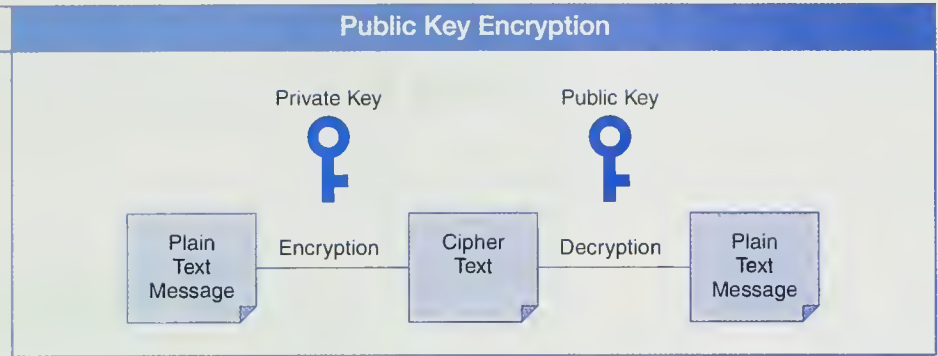 Public Key Encryption
Private Key
Public Key
Plain
Text
Message
Encryption
Cipher
Text
Decryption
Plain
Text
Message